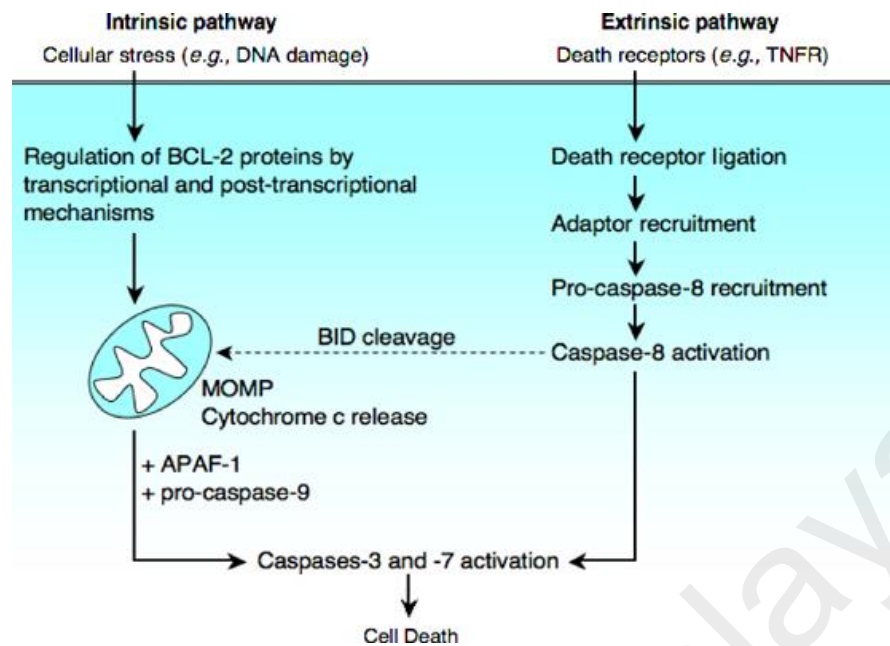 Intrinsic pathway
Cellular stress (e.g., DNA damage)
Extrinsic pathway
Death receptors (e.g., TNFR)
Regulation of BCL-2 proteins by
transcriptional and post-transcriptional
mechanisms
Death receptor ligation
Adaptor recruitment
Pro-caspase-8 recruitment
BID cleavage
Caspase-8 activation
MOMP
Cytochrome c release
+ APAF-1
+ pro-caspase-9
Caspases-3 and -7 activation
Cell Death
laya